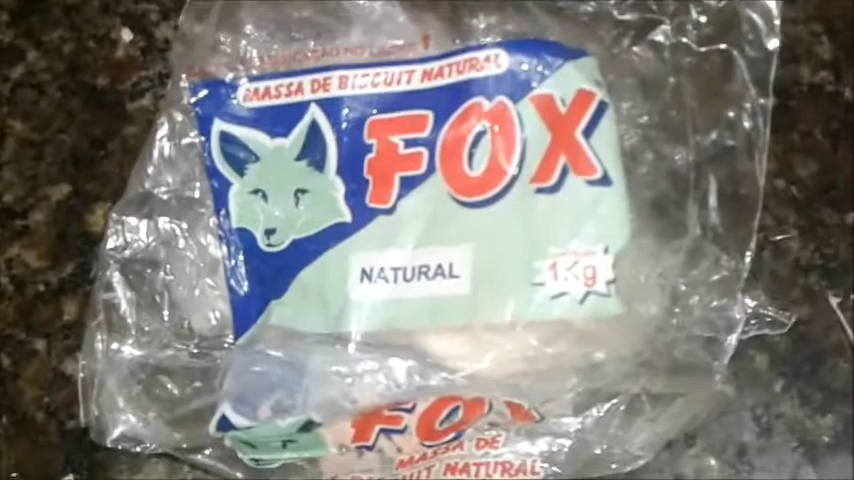 MASSA DE BISCUIT NATURAL
FOX
NATURAL
1Kg
FOX
MASSA DE
BISCUIT NATURAL